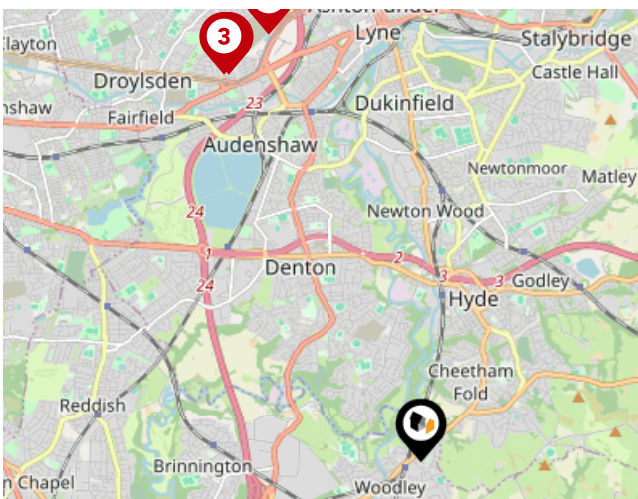 Ashton-under-
Lyne
Stalybridge
Clayton
3
Castle Hall
Droylsden
nshaw
Fairfield
23
Dukinfield
Audenshaw
Newtonmoor
Matley
24
Newton Wood
1
2
Denton
3
3
Godley
24
Hyde
Cheetham
Fold
Reddish
Brinnington
n Chapel
Woodley